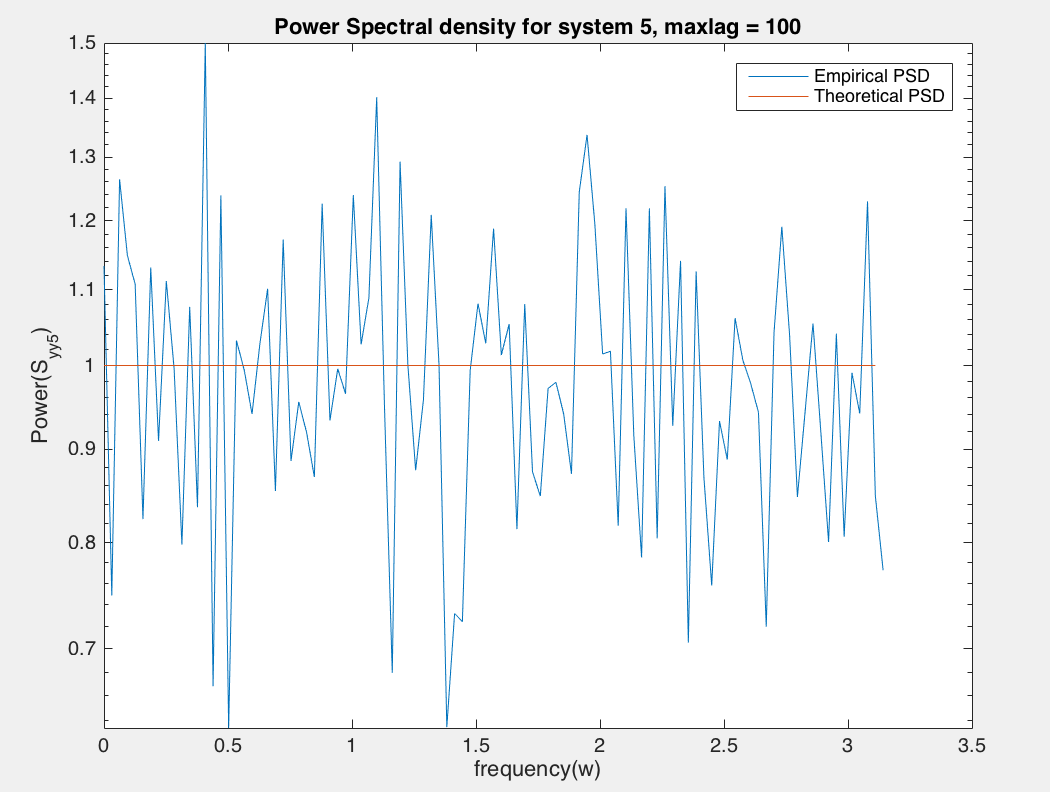 Power Spectral density for system 5, maxlag = 100
Empirical PSD
Theoretical PSD
1.5
1.4
1.3
1.2
1.1
1
0.9
0.8
0.7
Power(S_yy5)
0 0.5 1 1.5 2 2.5 3 3.5
frequency(w)